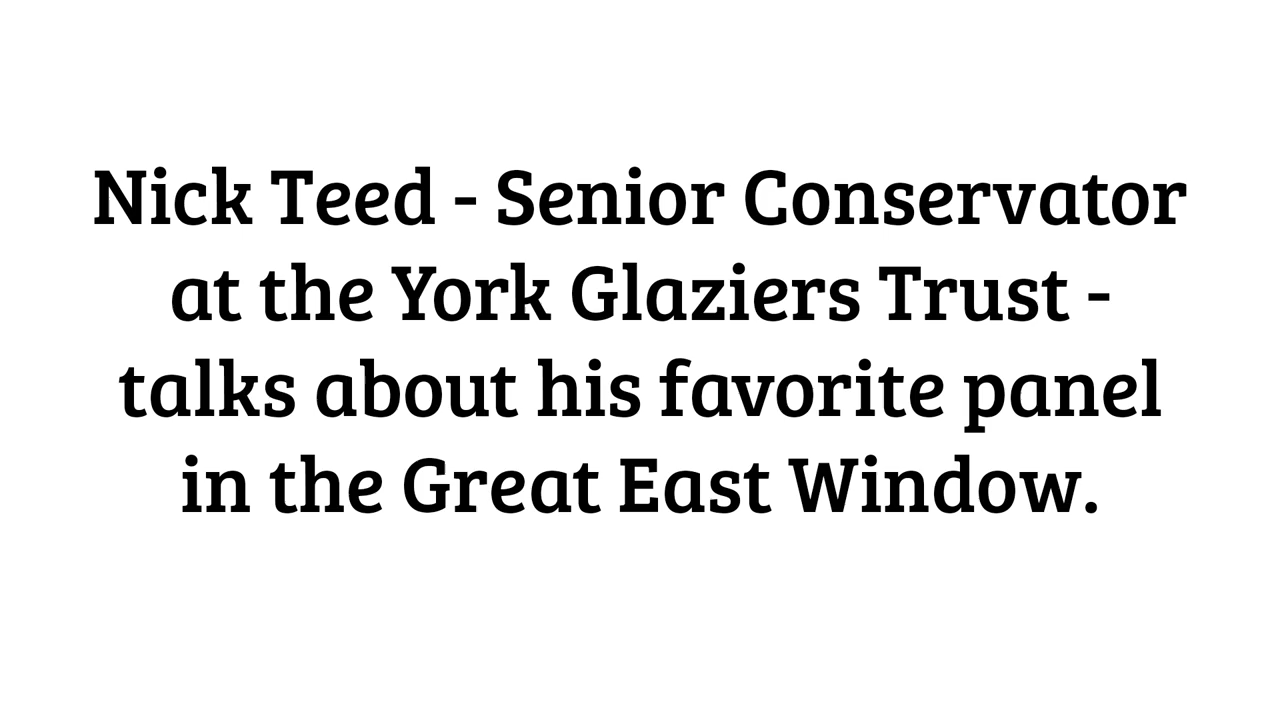 Nick Teed - Senior Conservator
at the York Glaziers Trust -
talks about his favorite panel
in the Great East Window.